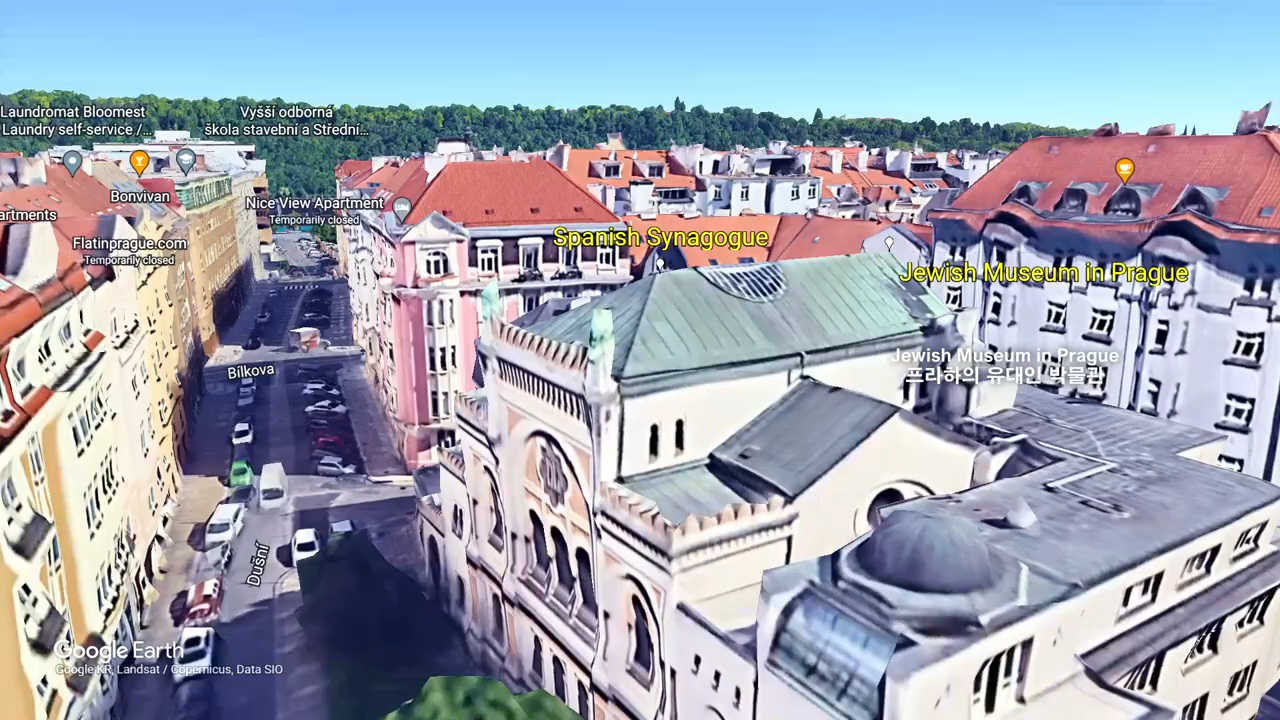 Laundromat Bloomest
Laundry self-service /...
Vyšší odborná
škola stavební a Střední...
Bonvivan
Nice View Apartment
Temporarily closed
artments
Flatinprague.com
Temporarily closed
Spanish Synagogue
Jewish Museum in Prague
Jewish Museum in Prague
프라하의 유대인 박물관
Bílkova
Dušní
Google Earth
Google KR, Landsat / Copernicus, Data SIO